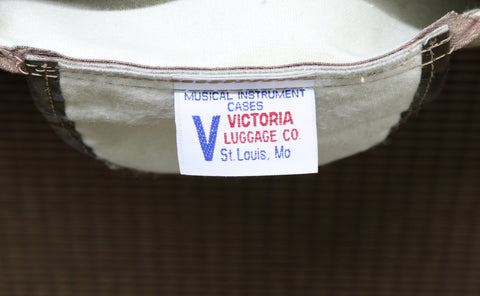 MUSICAL INSTRUMENT
CASES
V VICTORIA
LUGGAGE CO.
St. Louis, Mo